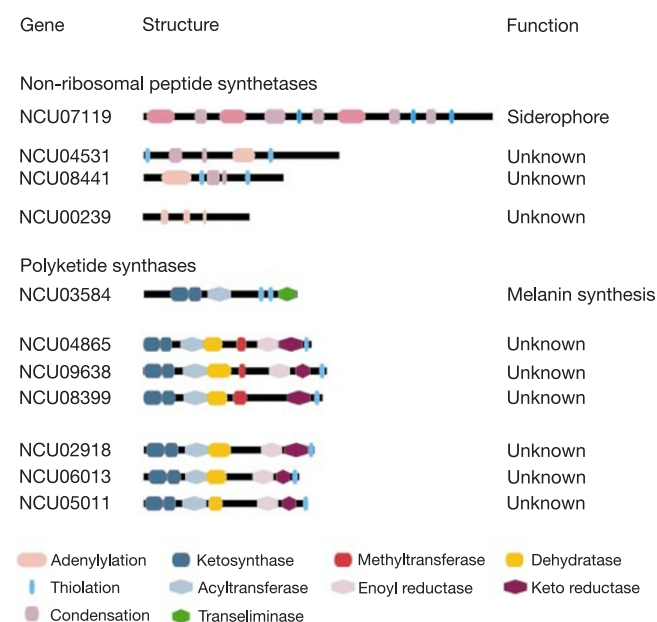 Gene Structure Function
Non-ribosomal peptide synthetases
NCU07119 Siderophore
NCU04531 Unknown
NCU08441 Unknown
NCU00239 Unknown
Polyketide synthases
NCU03584 Melanin synthesis
NCU04865 Unknown
NCU09638 Unknown
NCU08399 Unknown
NCU02918 Unknown
NCU06013 Unknown
NCU05011 Unknown
Adenylylation Ketosynthase Methyltransferase Dehydratase
Thiolation Acyltransferase Enoyl reductase Keto reductase
Condensation Transeliminase